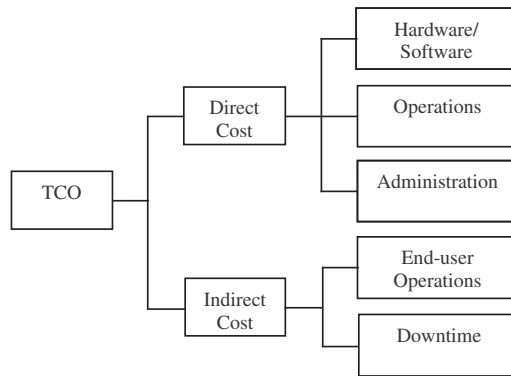 Hardware/
Software
Direct
Cost
Operations
TCO
Administration
End-user
Operations
Indirect
Cost
Downtime